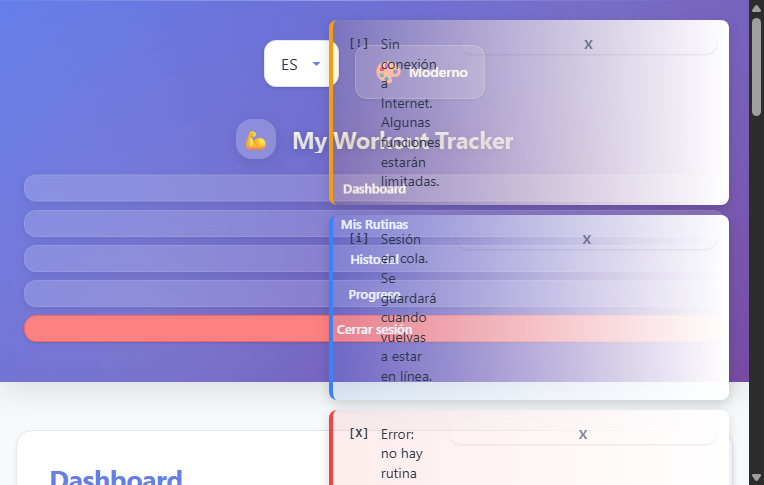 ES
Moderno
My Workout Tracker
Dashboard
Mis Rutinas
Historial
Progreso
Cerrar sesión
[!]
Sin
conexión
a
Internet.
Algunas
funciones
estarán
limitadas.
X
[i]
Sesión
en cola.
Se
guardará
cuando
vuelvas
a estar
en línea.
X
[X]
Error:
no hay
rutina
X
Dashboard